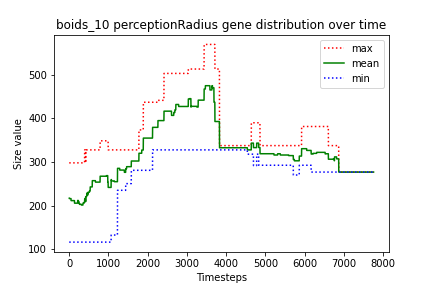 boids_10 perceptionRadius gene distribution over time
max
mean
min
500
400
300
200
100
Size value
0 1000 2000 3000 4000 5000 6000 7000 8000
Timesteps